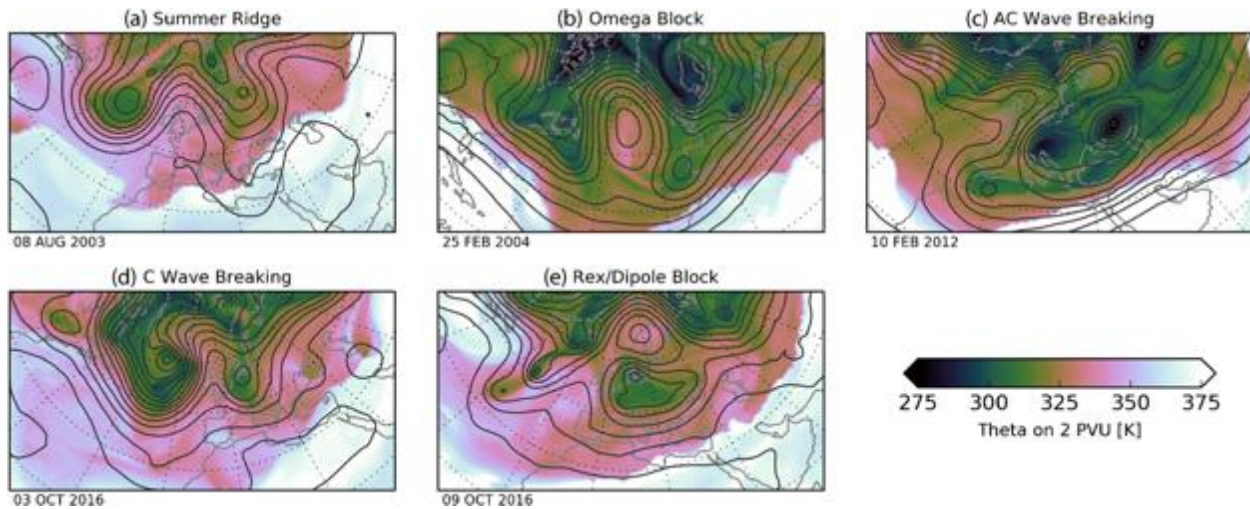 (a) Summer Ridge
(b) Omega Block
(c) AC Wave Breaking
08 AUG 2003
25 FEB 2004
10 FEB 2012
(d) C Wave Breaking
(e) Rex/Dipole Block
03 OCT 2016
09 OCT 2016
275 300 325 350 375
Theta on 2 PVU [K]